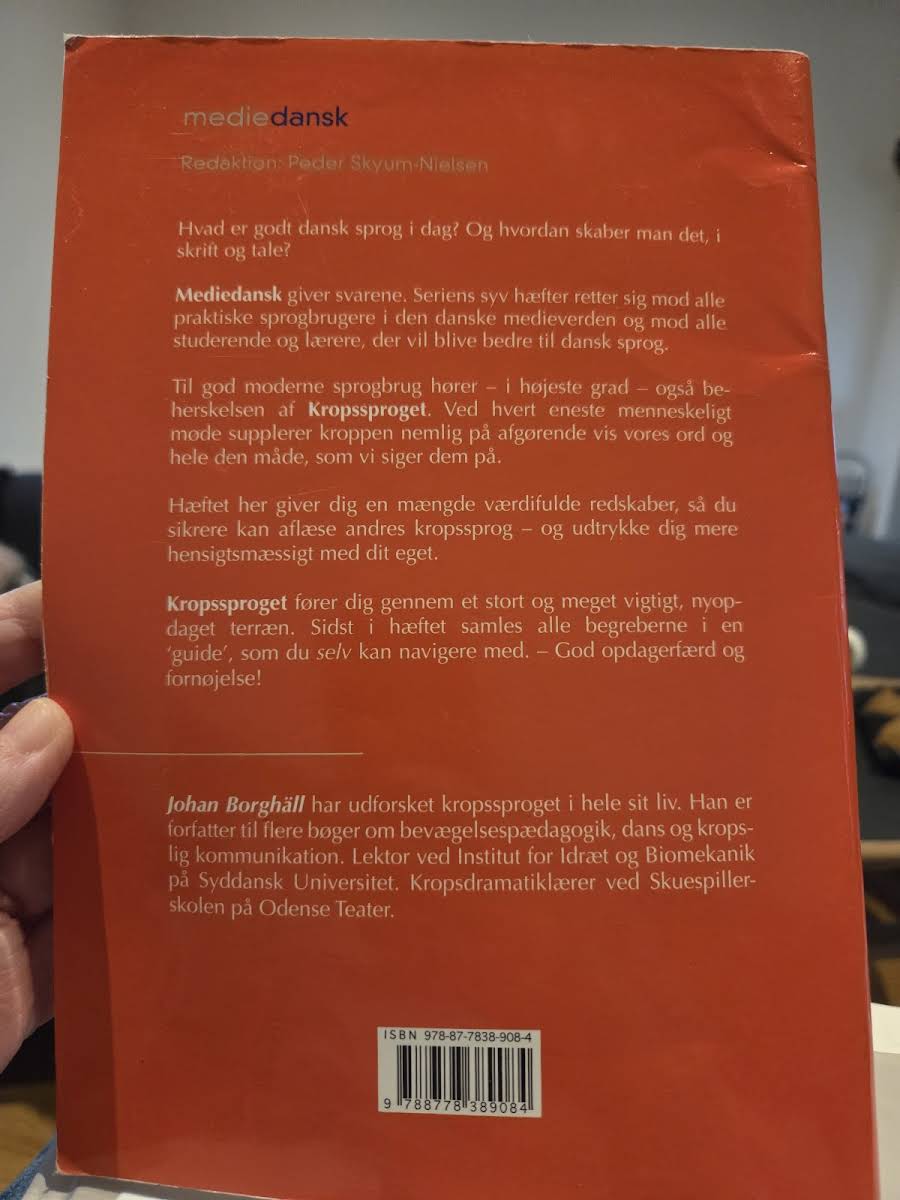 mediedansk
Redaktion: Peder Skyum-Nielsen
Hvad er godt dansk sprog i dag? Og hvordan skaber man det, i
skrift og tale?
Mediedansk giver svarene. Seriens syv hæfter retter sig mod alle
praktiske sprogbrugere i den danske medieverden og mod alle
studerende og lærere, der vil blive bedre til dansk sprog.
Til god moderne sprogbrug hører – i højeste grad – også be-
herskelsen af Kropssproget. Ved hvert eneste menneskeligt
møde supplerer kroppen nemlig på afgørende vis vores ord og
hele den måde, som vi siger dem på.
Hæftet her giver dig en mængde værdifulde redskaber, så du
sikrere kan aflæse andres kropssprog – og udtrykke dig mere
hensigtsmæssigt med dit eget.
Kropssproget fører dig gennem et stort og meget vigtigt, nyop-
daget terræn. Sidst i hæftet samles alle begreberne i en
‘guide’, som du selv kan navigere med. – God opdagerfærd og
fornøjelse!
Johan Borghäll har udforsket kropssproget i hele sit liv. Han er
forfatter til flere bøger om bevægelsespædagogik, dans og krops-
lig kommunikation. Lektor ved Institut for Idræt og Biomekanik
på Syddansk Universitet. Kropsdramatiklærer ved Skuespiller-
skolen på Odense Teater.
ISBN 978-87-7838-908-4
9 788778 389084